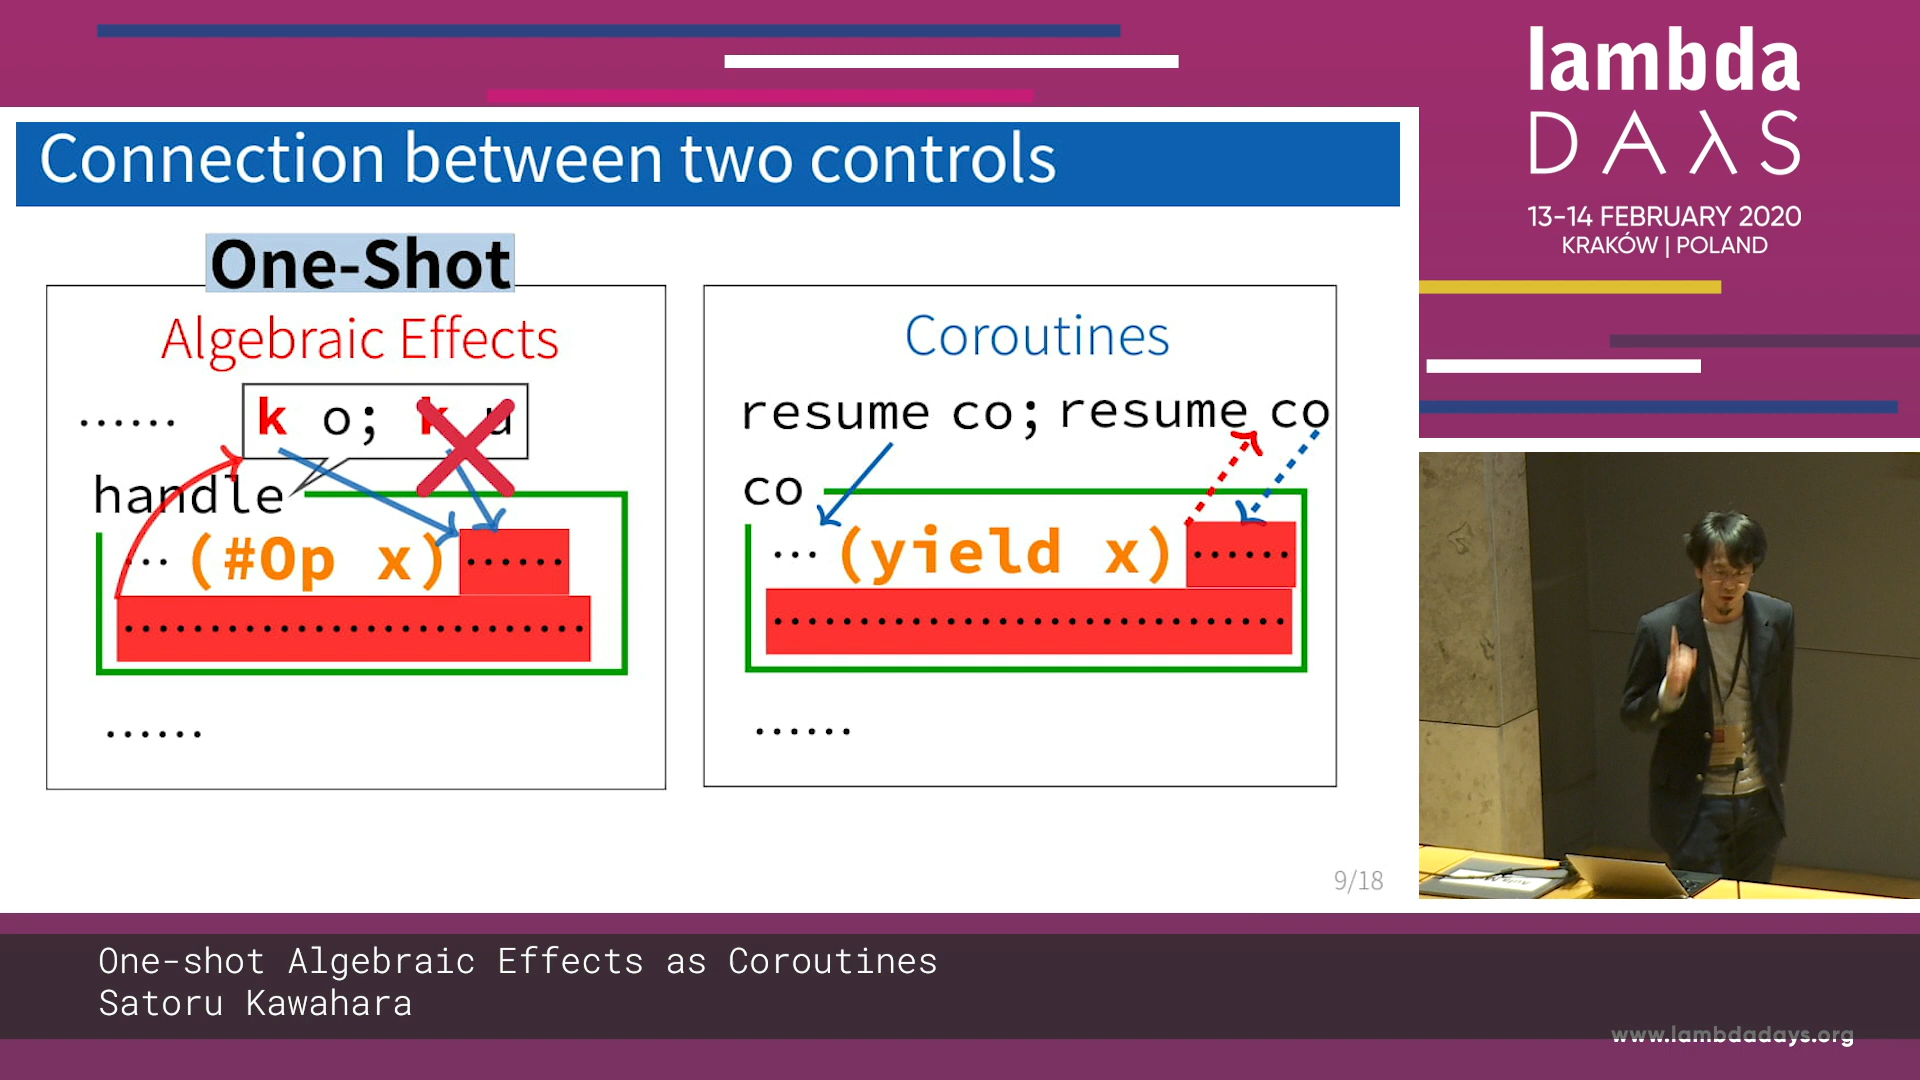 lambda
DAλS
13-14 FEBRUARY 2020
KRAKÓW | POLAND
Connection between two controls
One-Shot
Algebraic Effects
...... k o; k u
handle
... (#Op x) ......
...........................
......
Coroutines
resume co; resume co
co
... (yield x) ......
..............................
......
9/18
One-shot Algebraic Effects as Coroutines
Satoru Kawahara
www.lambdadays.org